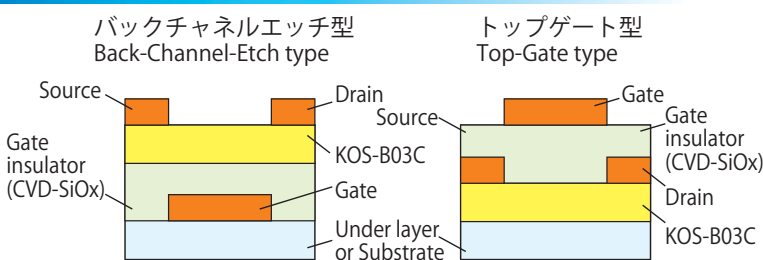 バックチャネルエッチ型
Back-Channel-Etch type
Source
Drain
KOS-B03C
Gate
insulator
(CVD-SiOx)
Gate
Under layer
or Substrate
トップゲート型
Top-Gate type
Gate
Source
Gate
insulator
(CVD-SiOx)
Drain
KOS-B03C